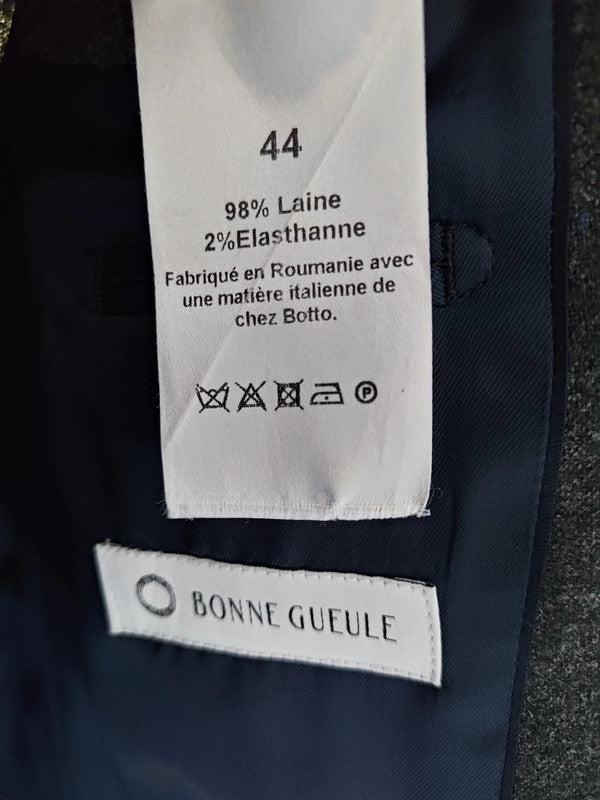 44
98% Laine
2%Elasthanne
Fabriqué en Roumanie avec
une matière italienne de
chez Botto.
P
BONNE GUEULE